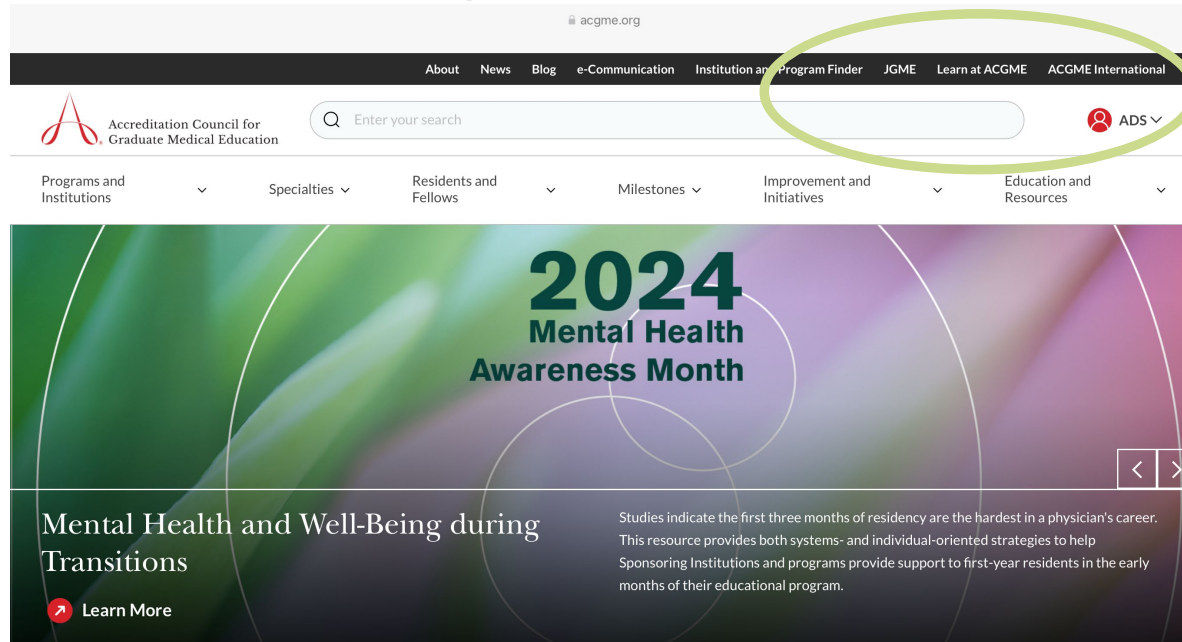 acgme.org
About News Blog e-Communication Institution and Program Finder JGME Learn at ACGME ACGME International
Accreditation Council for
Graduate Medical Education
Enter your search
ADS
Programs and
Institutions
Specialties
Residents and
Fellows
Milestones
Improvement and
Initiatives
Education and
Resources
2024
Mental Health
Awareness Month
Mental Health and Well-Being during
Transitions
Learn More
Studies indicate the first three months of residency are the hardest in a physician's career.
This resource provides both systems- and individual-oriented strategies to help
Sponsoring Institutions and programs provide support to first-year residents in the early
months of their educational program.